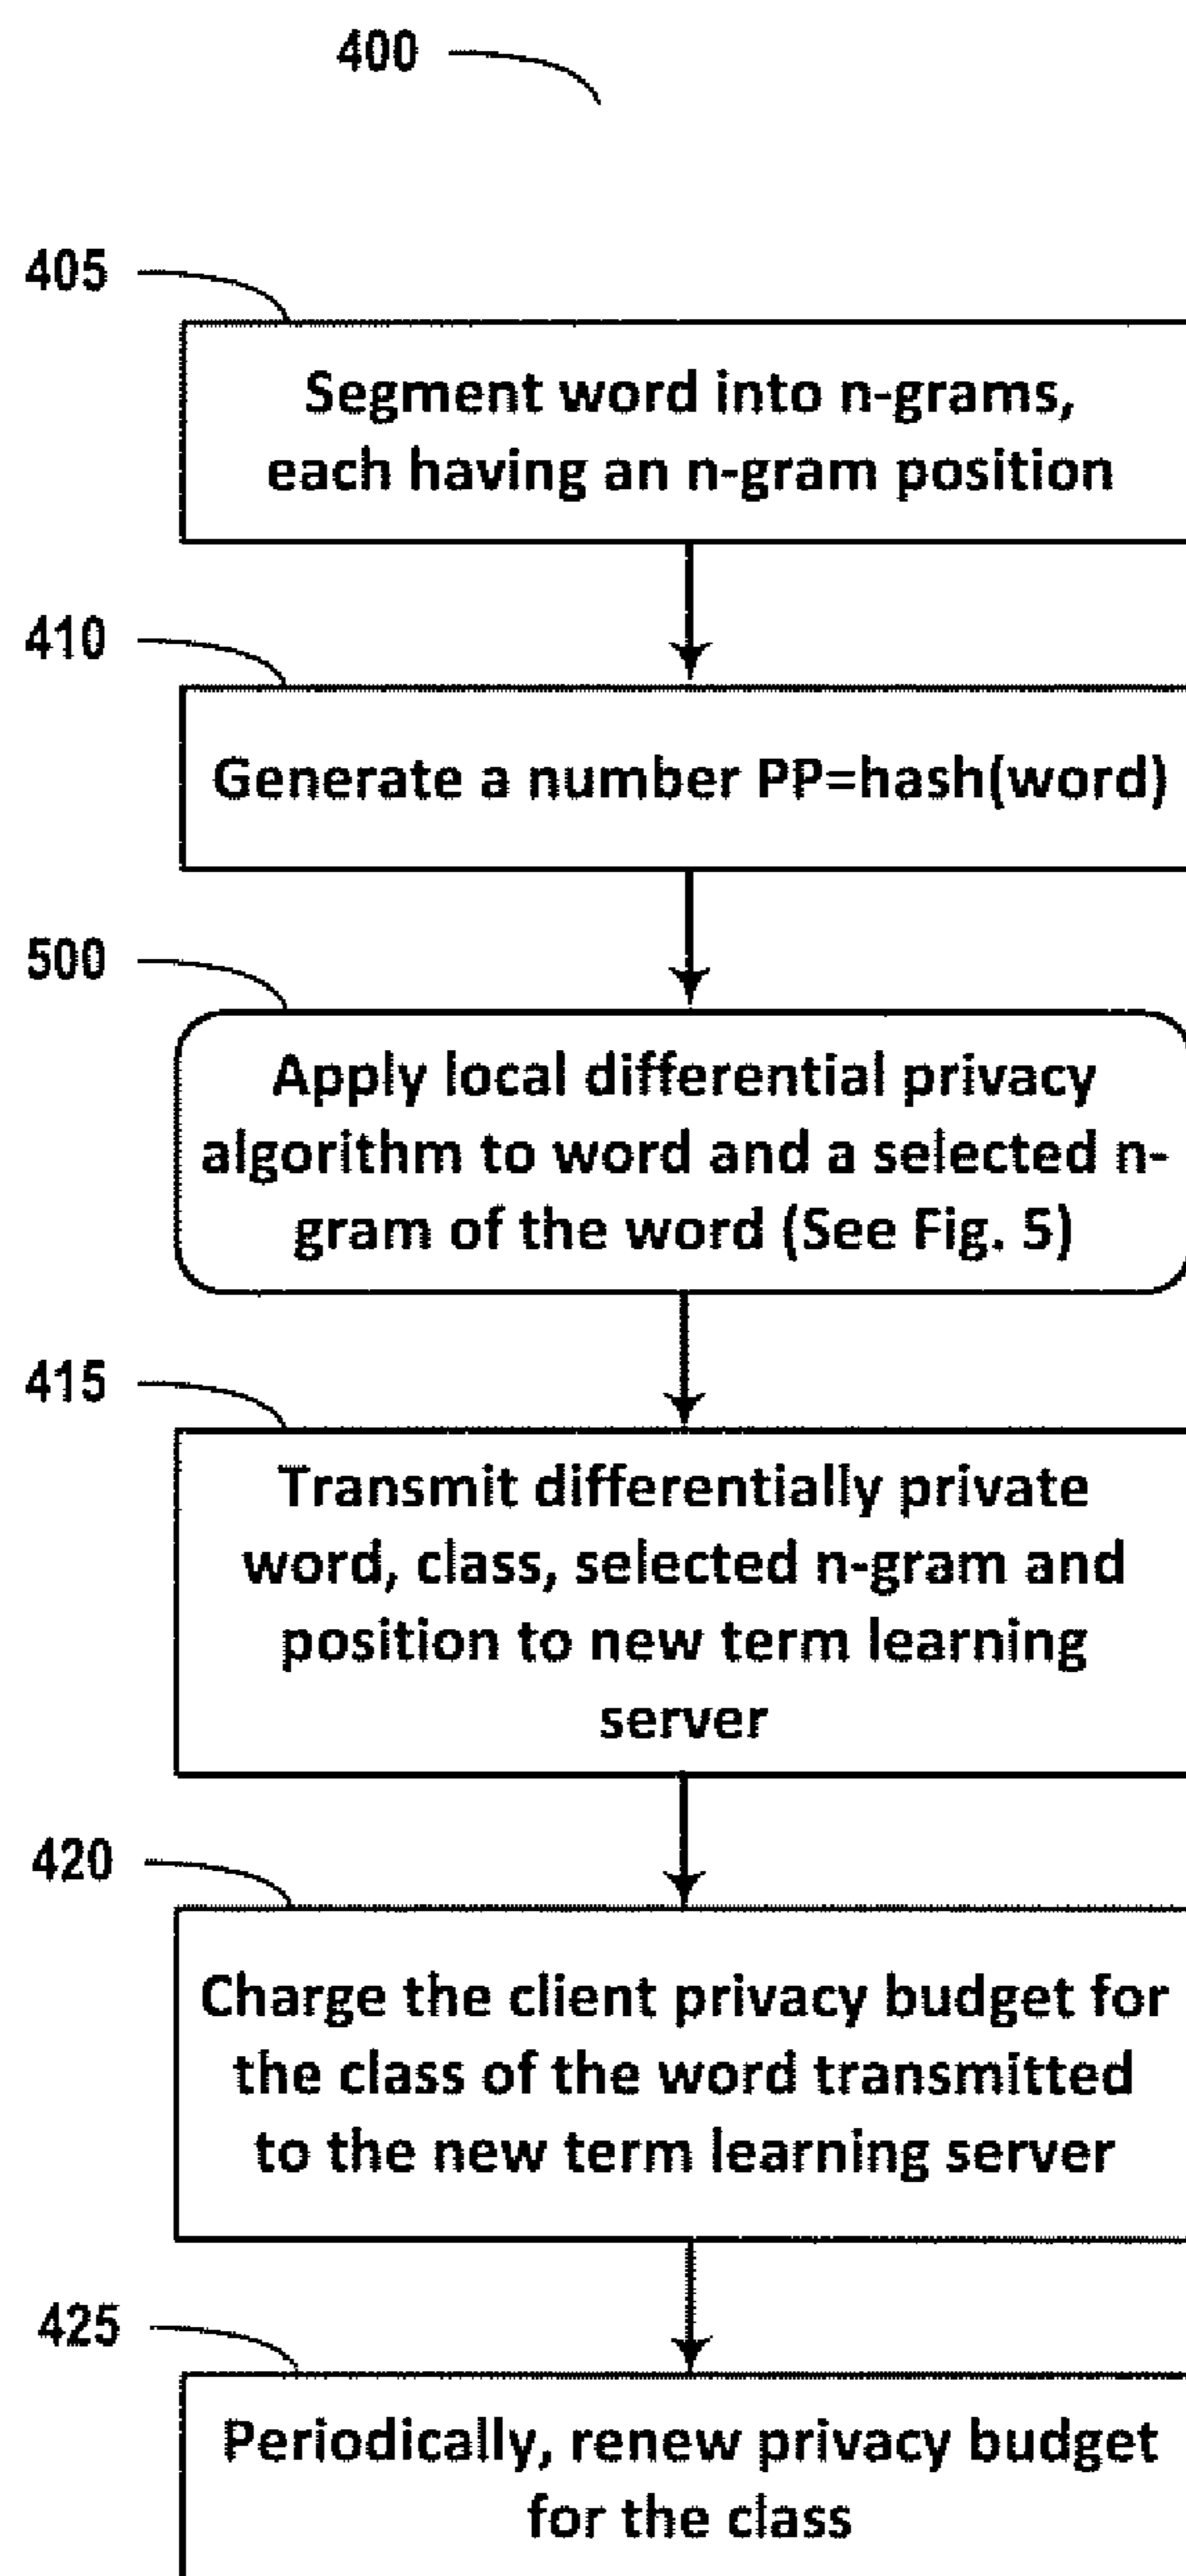 400
405
Segment word into n-grams,
each having an n-gram position
410
Generate a number PP=hash(word)
500
Apply local differential privacy
algorithm to word and a selected n-
gram of the word (See Fig. 5)
415
Transmit differentially private
word, class, selected n-gram and
position to new term learning
server
420
Charge the client privacy budget for
the class of the word transmitted
to the new term learning server
425
Periodically, renew privacy budget
for the class